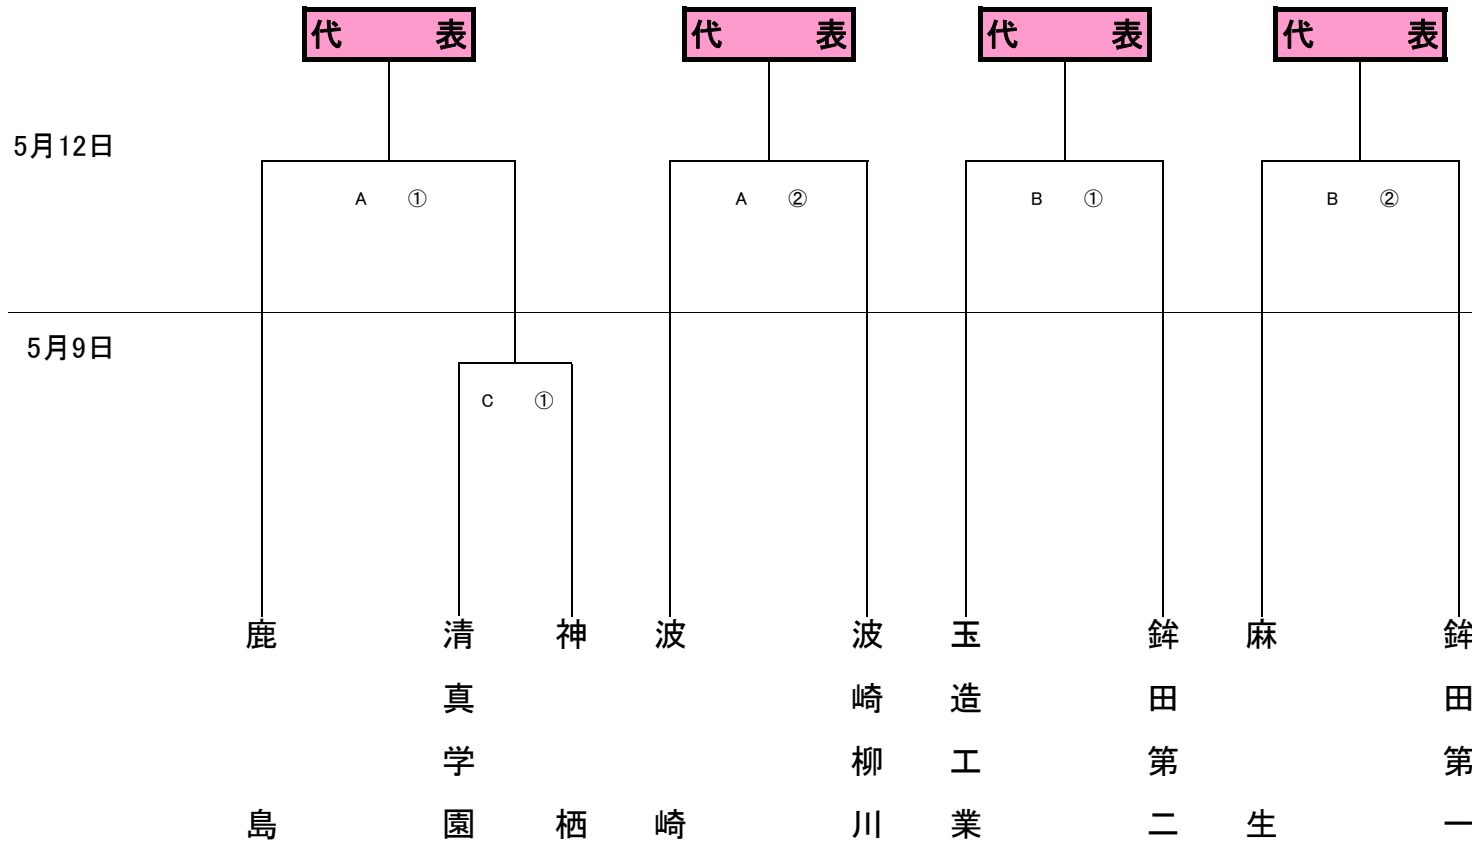 代　表
代　表
代　表
代　表
5月12日
A ①
A ②
B ①
B ②
5月9日
C ①
鹿島
清真学園
神栖
波崎
波崎柳川
玉造工業
鉾田第二
麻生
鉾田第一